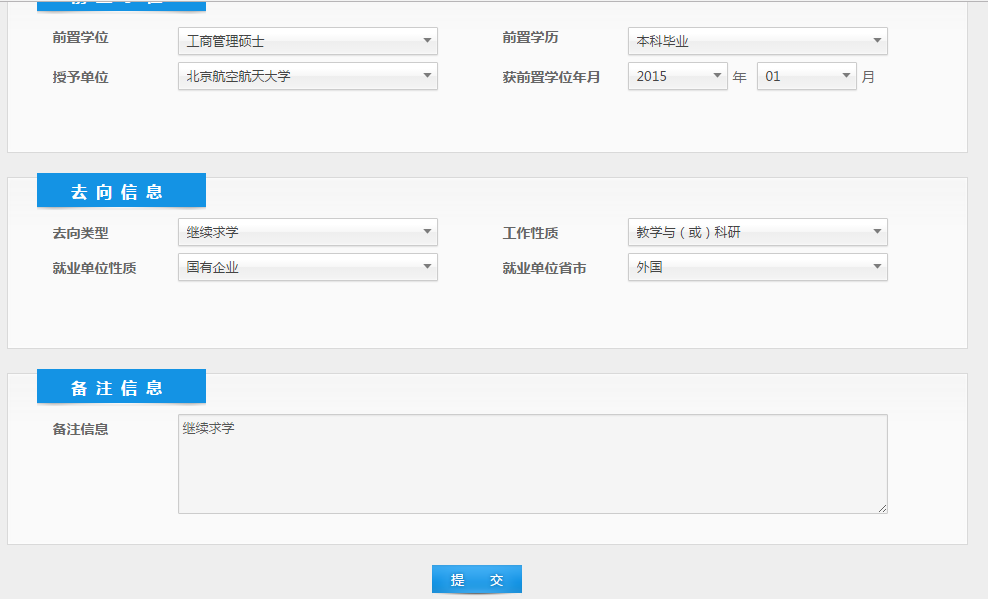 前置学位 工商管理硕士 前置学历 本科毕业
授予单位 北京航空航天大学 获前置学位年月 2015 年 01 月
去向信息
去向类型 继续求学 工作性质 教学与（或）科研
就业单位性质 国有企业 就业单位省市 外国
备注信息
备注信息 继续求学
提 交